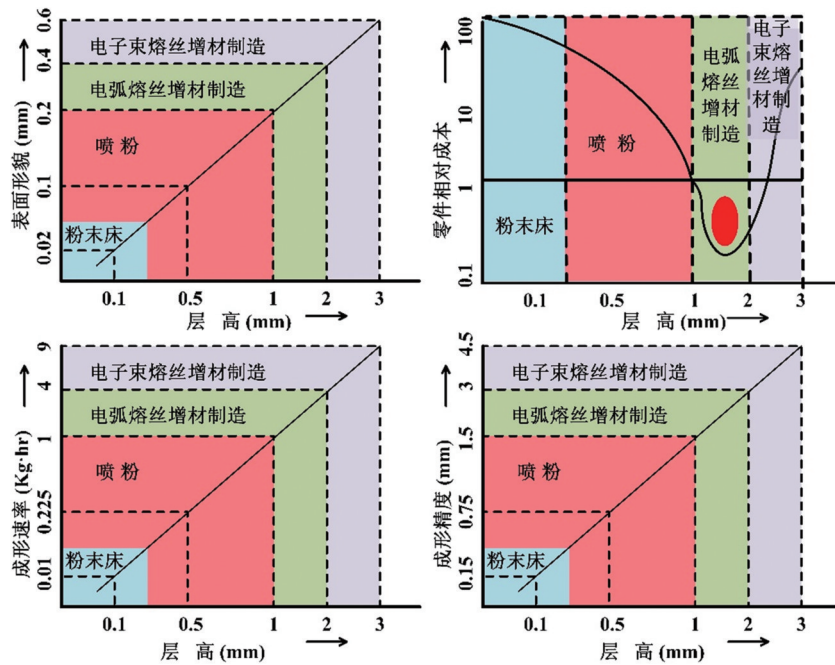 0.6
0.4
0.2
0.1
0.02
表面形貌 (mm)
电子束熔丝增材制造
电弧熔丝增材制造
喷 粉
粉末床
0.1 0.5 1 2 3
层 高 (mm)
100
10
1
0.1
零件相对成本
粉末床
喷 粉
电弧熔丝增材制造
电子束熔丝增材制造
0.1 0.5 1 2 3
层 高 (mm)
9
4
1
0.225
0.01
成形速率 (Kg·hr)
电子束熔丝增材制造
电弧熔丝增材制造
喷 粉
粉末床
0.1 0.5 1 2 3
层 高 (mm)
4.5
3
1.5
0.75
0.15
成形精度 (mm)
电子束熔丝增材制造
电弧熔丝增材制造
喷 粉
粉末床
0.1 0.5 1 2 3
层 高 (mm)